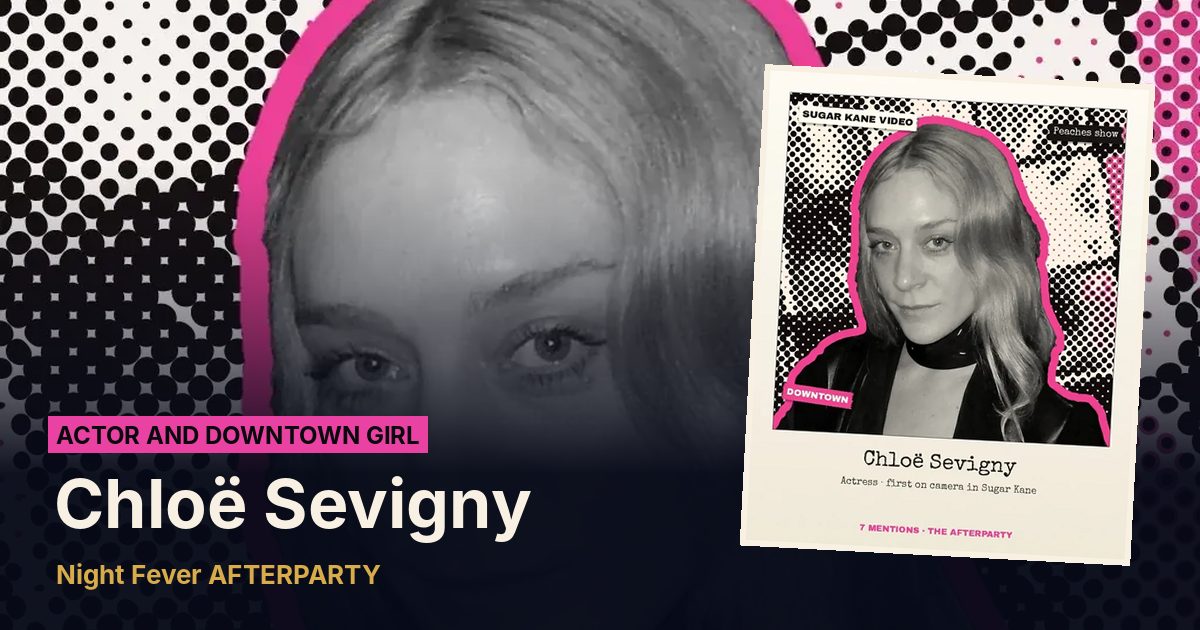 ACTOR AND DOWNTOWN GIRL
Chloë Sevigny
Night Fever AFTERPARTY
SUGAR KANE VIDEO
Peaches show
DOWNTOWN
Chloë Sevigny
Actress · first on camera in Sugar Kane
7 MENTIONS · THE AFTERPARTY